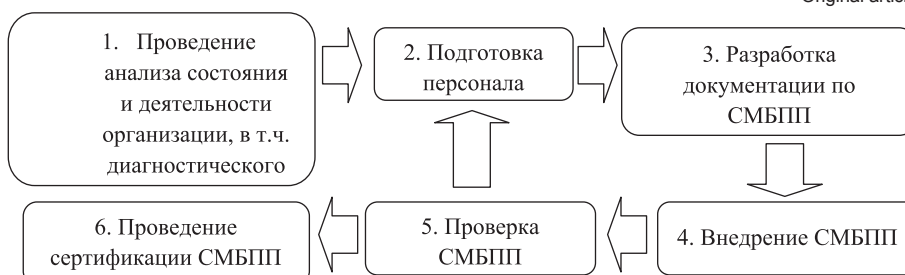 Original articl
1. Проведение
анализа состояния
и деятельности
организации, в т.ч.
диагностического
2. Подготовка
персонала
3. Разработка
документации по
СМБПП
4. Внедрение СМБПП
5. Проверка
СМБПП
6. Проведение
сертификации СМБПП